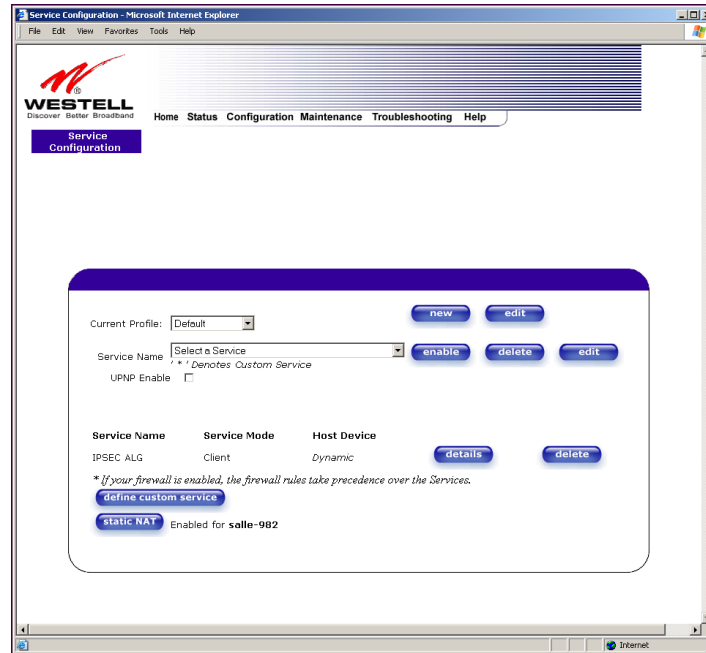 Service Configuration - Microsoft Internet Explorer
File Edit View Favorites Tools Help
®
WESTELL
Discover Better Broadband
Home Status Configuration Maintenance Troubleshooting Help
Service
Configuration
new edit
Current Profile: Default
Service Name Select a Service enable delete edit
' * ' Denotes Custom Service
UPNP Enable
Service Name Service Mode Host Device
IPSEC ALG Client Dynamic details delete
* If your firewall is enabled, the firewall rules take precedence over the Services.
define custom service
static NAT Enabled for salle-982
Internet